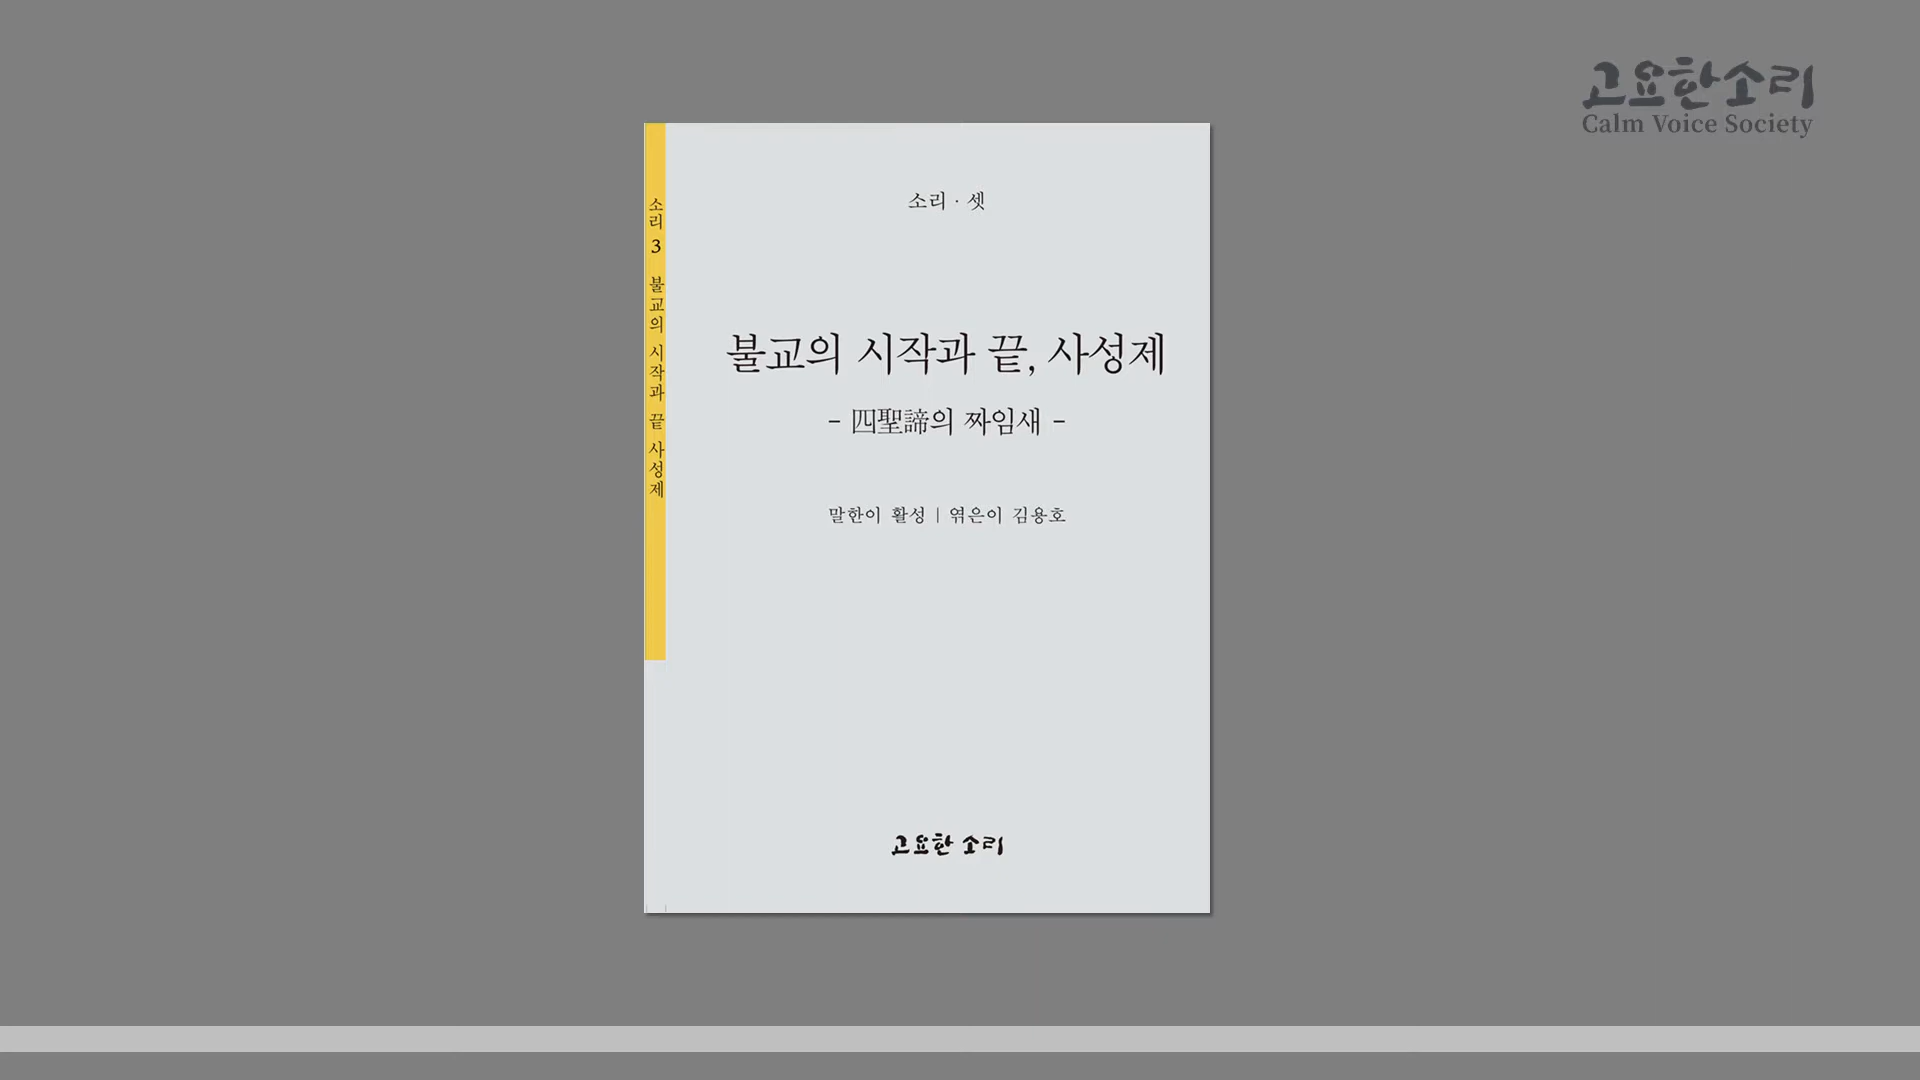 고요한소리
Calm Voice Society
소리 3 불교의 시작과 끝 사성제
소리 · 셋
불교의 시작과 끝, 사성제
- 四聖諦의 짜임새 -
말한이 활성 | 엮은이 김용호
고요한 소리